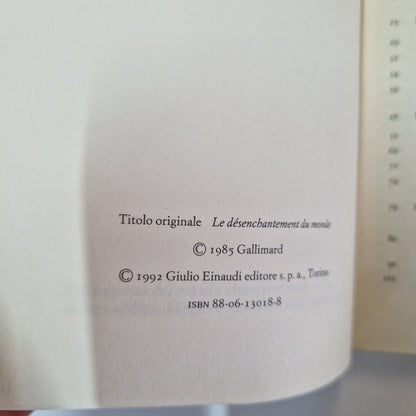 Titolo originale Le désenchantement du monde
© 1985 Gallimard
© 1992 Giulio Einaudi editore s. p. a., Torino
ISBN 88-06-13018-8